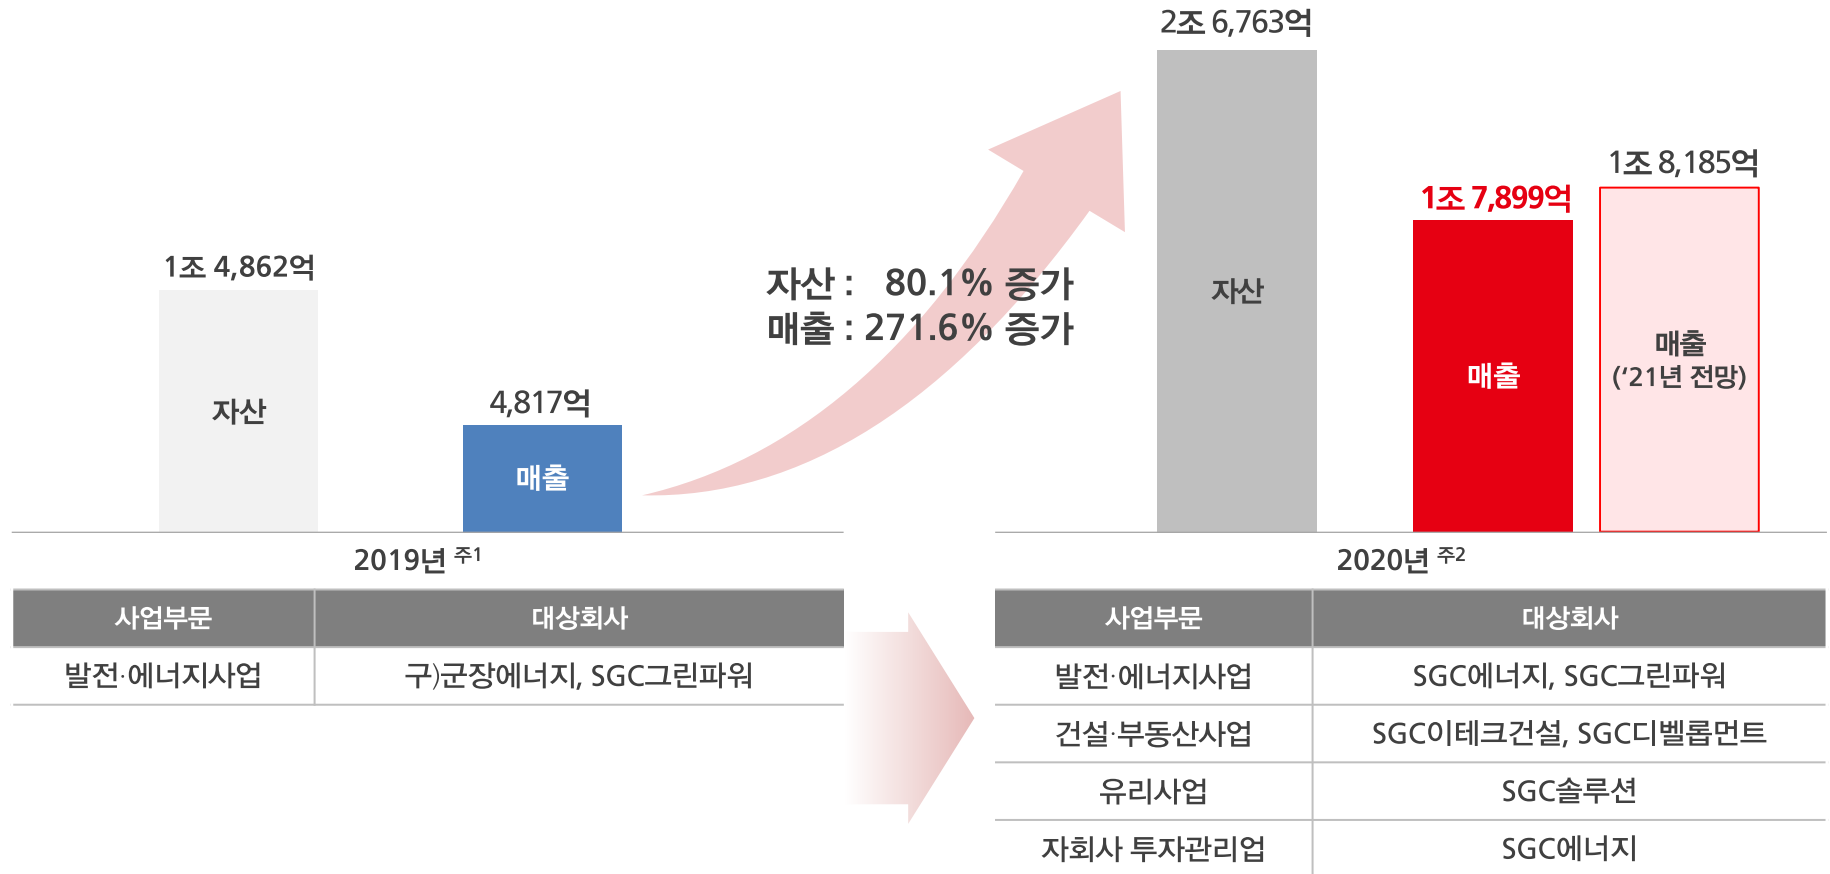 1조 4,862억
자산
4,817억
매출
2019년 주1
자산 : 80.1% 증가
매출 : 271.6% 증가
2조 6,763억
자산
1조 7,899억
매출
1조 8,185억
매출
(‘21년 전망)
2020년 주2
사업부문 대상회사
발전·에너지사업 구)군장에너지, SGC그린파워
사업부문 대상회사
발전·에너지사업 SGC에너지, SGC그린파워
건설·부동산사업 SGC이테크건설, SGC디벨롭먼트
유리사업 SGC솔루션
자회사 투자관리업 SGC에너지